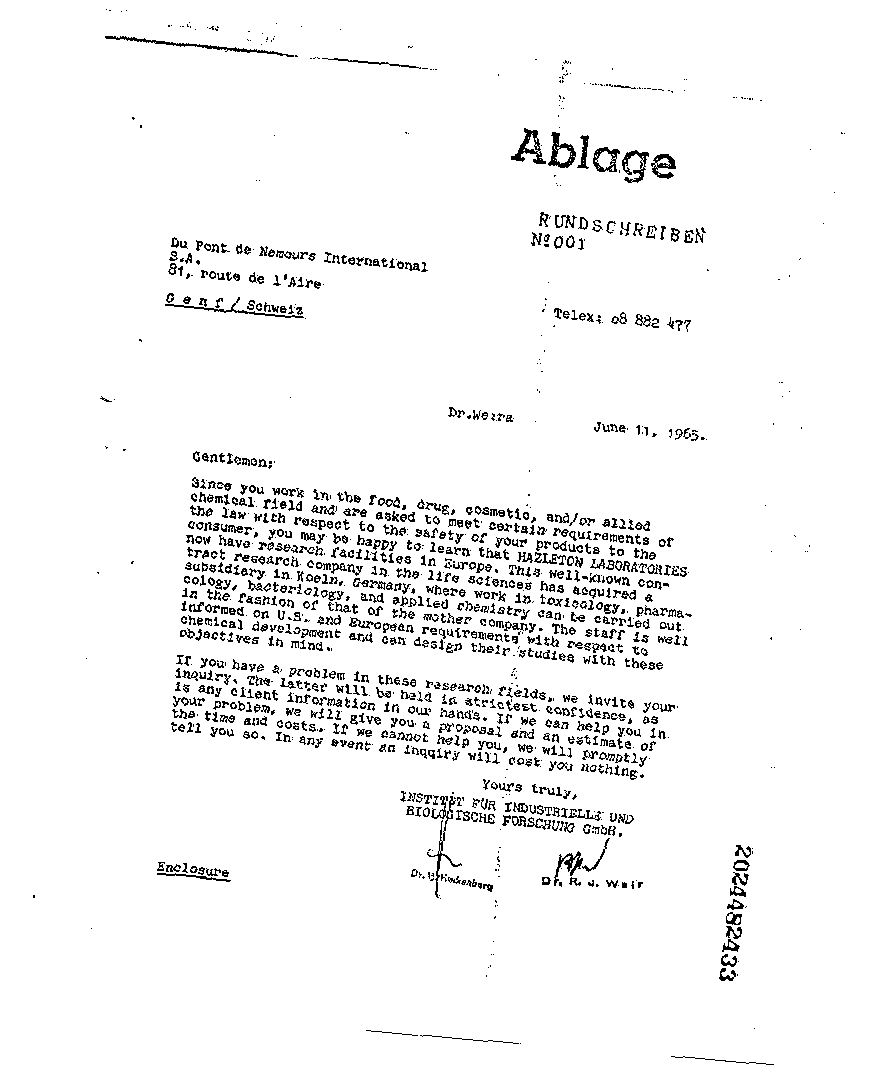 Ablage
RUNDSCHREIBEN
Nº 001
Du Pont de Nemours International
S.A.
81, route de l'Aire
G e n f / Schweiz
Telex: 08 882 477
June 11, 1965.
Gentlemen:
Since you work in the food, drug, cosmetic, and/or allied
chemical field and are asked to meet certain requirements of
the law with respect to the safety of your products to the
consumer, you may be happy to learn that HAZLETON LABORATORIES
now have research facilities in Europe. This well-known con-
tract research company in the life sciences has acquired a
subsidiary in Koeln, Germany, where work in toxicology, pharma-
cology, bacteriology, and applied chemistry can be carried out
in the fashion of that of the mother company. The staff is well
informed on U.S. and European requirements with respect to
chemical development and can design their studies with these
objectives in mind.
If you have a problem in these research fields, we invite your
inquiry. The latter will be held in strictest confidence, as
is any client information in our hands. If we can help you in
your problem, we will give you a proposal and an estimate of
the time and costs. If we cannot help you, we will promptly
tell you so. In any event an inqqiry will cost you nothing.
Yours truly,
INSTITUT FÜR INDUSTRIELLE UND
BIOLOGISCHE FORSCHUNG GmbH.
Dr. R. J. Weir
Enclosure
2024482433